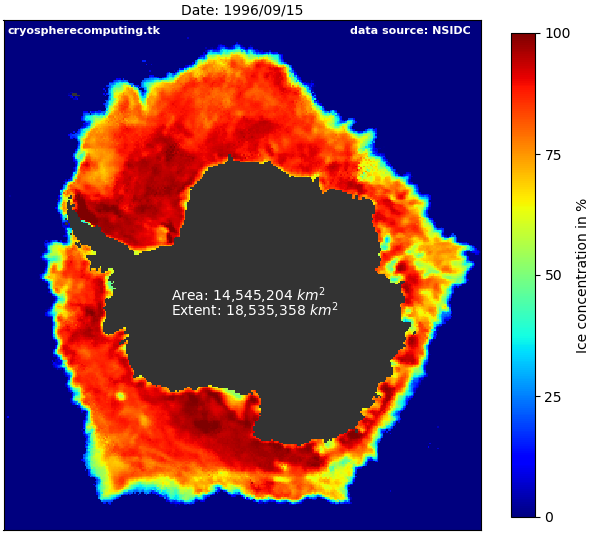 Date: 1996/09/15
cryospherecomputing.tk
data source: NSIDC
Area: 14,545,204 km²
Extent: 18,535,358 km²
100
75
50
25
0
Ice concentration in %